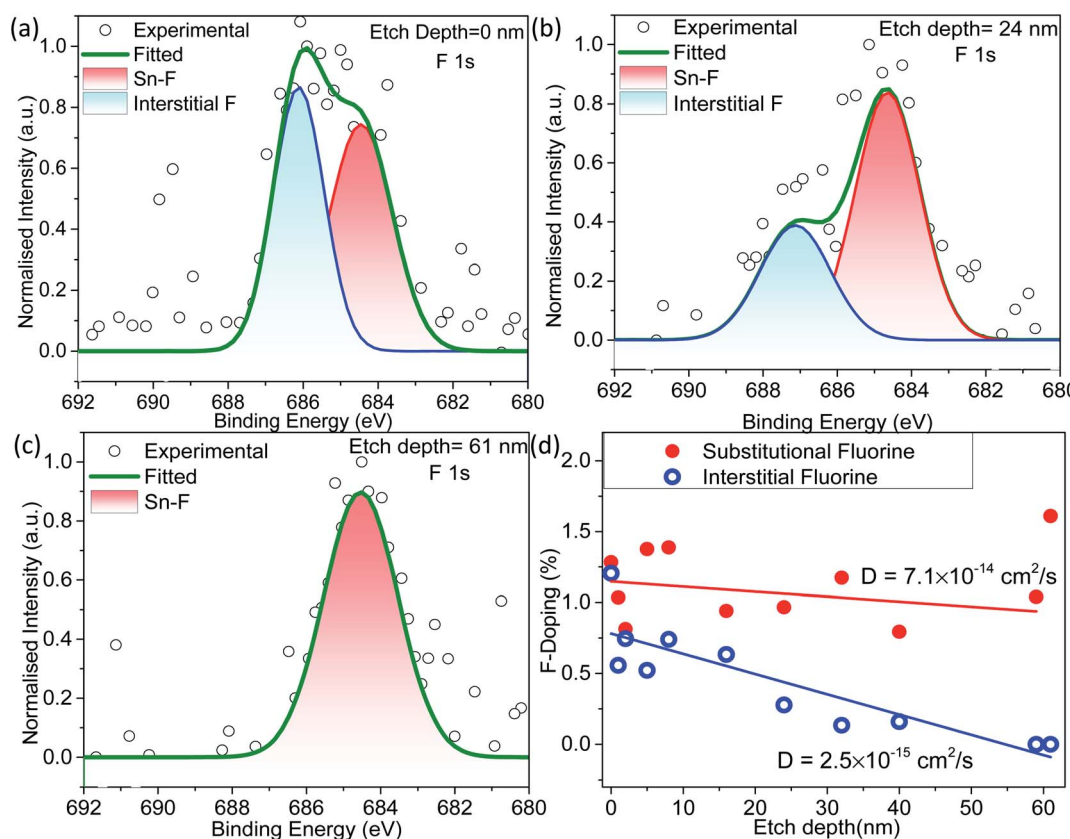 (a)
Experimental
Fitted
Sn-F
Interstitial F
Etch Depth=0 nm
F 1s
Normalised Intensity (a.u.)
1.0
0.8
0.6
0.4
0.2
0.0
692 690 688 686 684 682 680
Binding Energy (eV)
(b)
Experimental
Fitted
Sn-F
Interstitial F
Etch depth= 24 nm
F 1s
Normalised Intensity (a.u.)
1.0
0.8
0.6
0.4
0.2
0.0
692 690 688 686 684 682 680
Binding Energy (eV)
(c)
Experimental
Fitted
Sn-F
Etch depth= 61 nm
F 1s
Normalised Intensity (a.u.)
1.0
0.8
0.6
0.4
0.2
0.0
692 690 688 686 684 682 680
Binding Energy (eV)
(d)
Substitutional Fluorine
Interstitial Fluorine
F-Doping (%)
2.0
1.5
1.0
0.5
0.0
D = 7.1×10⁻¹⁴ cm²/s
D = 2.5×10⁻¹⁵ cm²/s
0 10 20 30 40 50 60
Etch depth(nm)